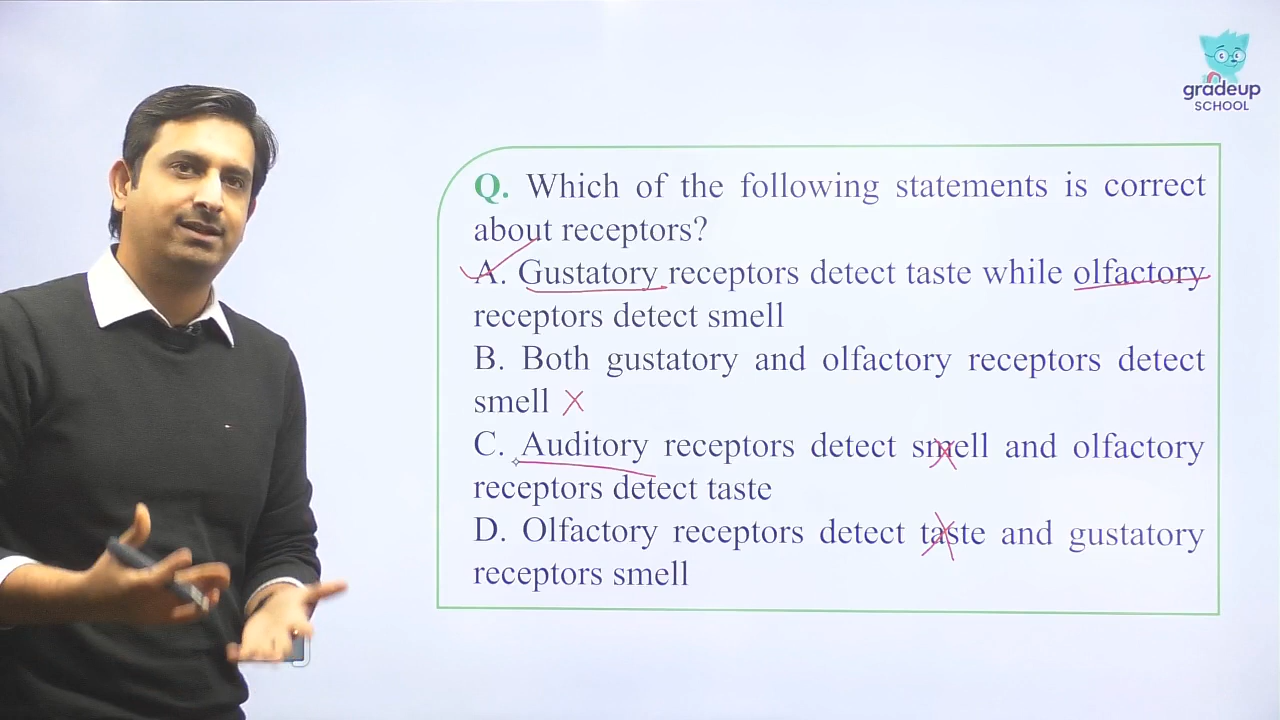 gradeup
SCHOOL
Q. Which of the following statements is correct
about receptors?
A. Gustatory receptors detect taste while olfactory
receptors detect smell
B. Both gustatory and olfactory receptors detect
smell
C. Auditory receptors detect smell and olfactory
receptors detect taste
D. Olfactory receptors detect taste and gustatory
receptors smell